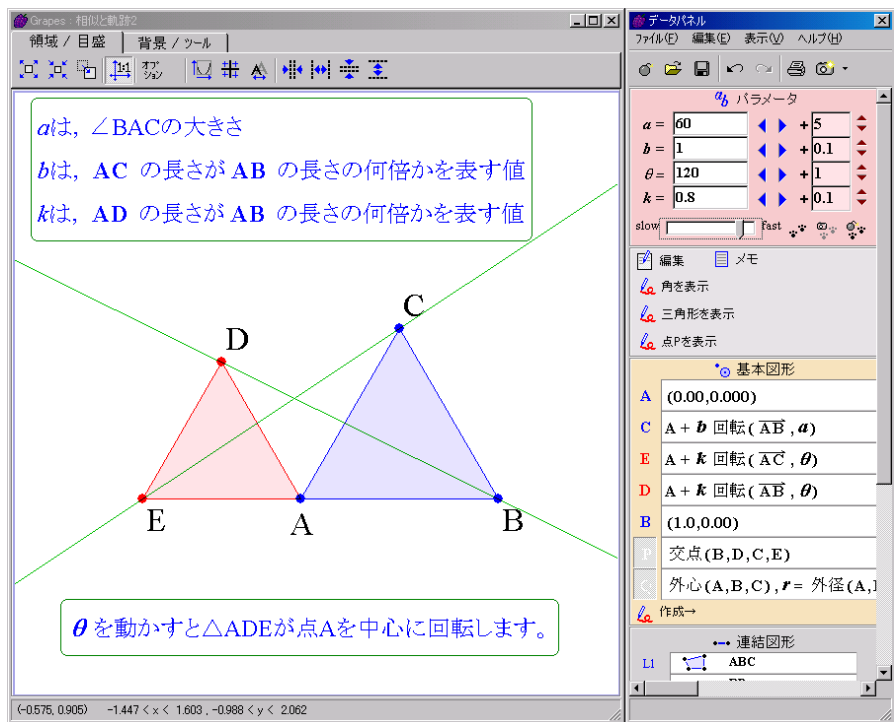 Grapes : 相似と軌跡2
領域 / 目盛
背景 / ツール
1:1
オプション
aは, ∠BACの大きさ
bは, AC の長さが AB の長さの何倍かを表す値
kは, AD の長さが AB の長さの何倍かを表す値
C
D
E
A
B
θ を動かすと△ADEが点Aを中心に回転します。
(-0.575, 0.905) -1.447 < x < 1.603 , -0.988 < y < 2.062
データパネル
ファイル(F) 編集(E) 表示(V) ヘルプ(H)
ab パラメータ
a = 60 + 5
b = 1 + 0.1
θ = 120 + 1
k = 0.8 + 0.1
slow fast
編集 メモ
角を表示
三角形を表示
点Pを表示
基本図形
A (0.00,0.000)
C A + b 回転( AB , a)
E A + k 回転( AC , θ)
D A + k 回転( AB , θ)
B (1.0,0.00)
P 交点(B,D,C,E)
外心(A,B,C) , r = 外径(A,
作成→
連結図形
L1 ABC